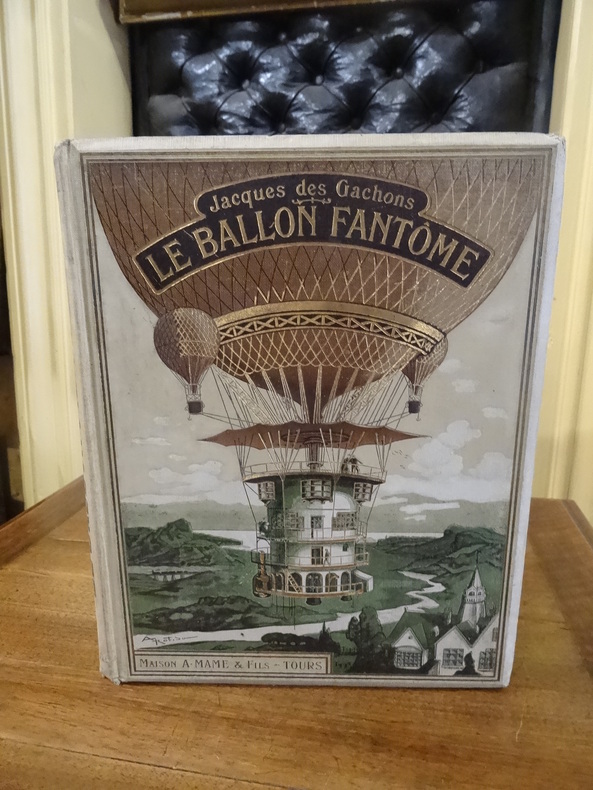 Jacques des Gachons
LE BALLON FANTÔME
MAISON A·MAME & FILS - TOURS